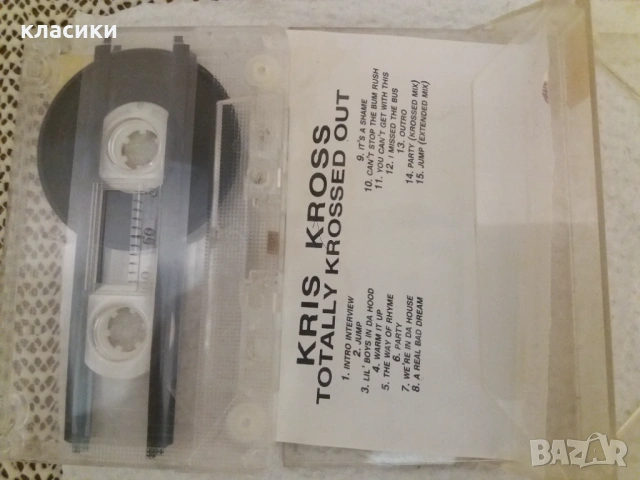 класики
KRIS KROSS
TOTALLY KROSSED OUT
1. INTRO INTERVIEW
2. JUMP
3. LIL' BOYS IN DA HOOD
4. WARM IT UP
5. THE WAY OF RHYME
6. PARTY
7. WE'RE IN DA HOUSE
8. A REAL BAD DREAM
9. IT'S A SHAME
10. CAN'T STOP THE BUM RUSH
11. YOU CAN'T GET WITH THIS
12. I MISSED THE BUS
13. OUTRO
14. PARTY (KROSSED MIX)
15. JUMP (EXTENDED MIX)
50
BAZAR